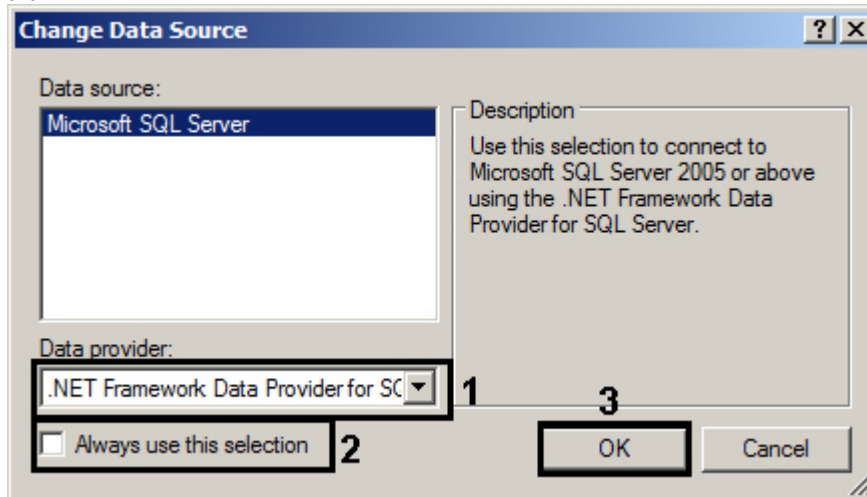 Change Data Source
Data source:
Microsoft SQL Server
Description
Use this selection to connect to
Microsoft SQL Server 2005 or above
using the .NET Framework Data
Provider for SQL Server.
Data provider:
.NET Framework Data Provider for SQ
1
Always use this selection
2
3
OK
Cancel